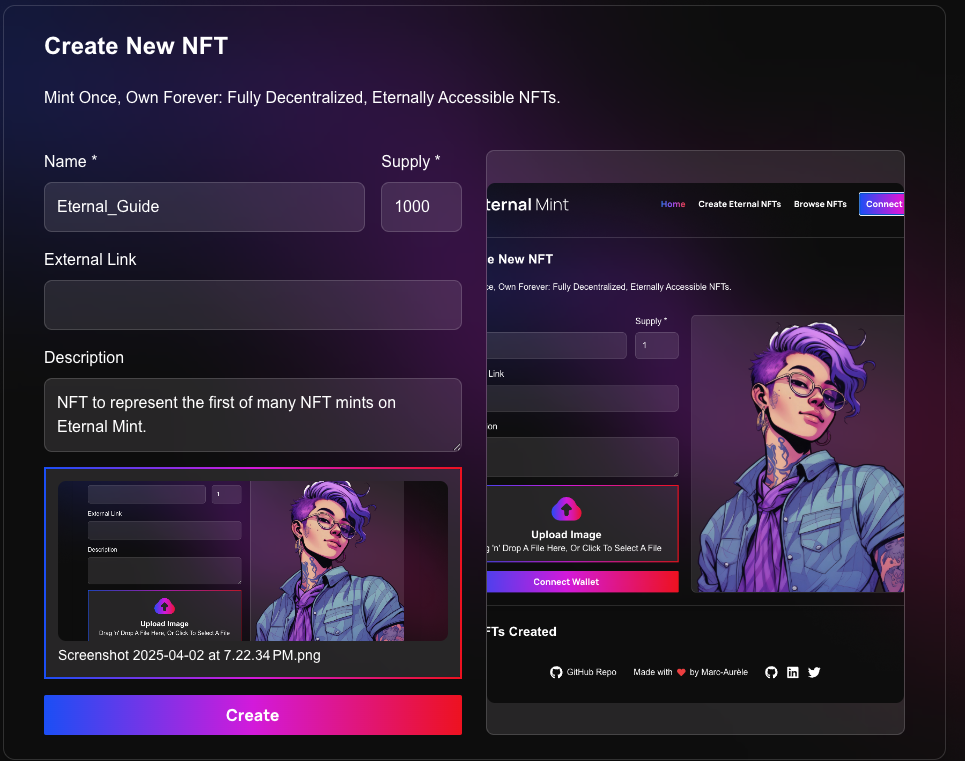 Create New NFT
Mint Once, Own Forever: Fully Decentralized, Eternally Accessible NFTs.
Name *
Supply *
Eternal_Guide
1000
External Link
Description
NFT to represent the first of many NFT mints on
Eternal Mint.
1
External Link
Description
Upload Image
Drag 'n' Drop A File Here, Or Click To Select A File
Screenshot 2025-04-02 at 7.22.34 PM.png
Create
ternal Mint
Home
Create Eternal NFTs
Browse NFTs
Connect
e New NFT
ce, Own Forever: Fully Decentralized, Eternally Accessible NFTs.
Supply *
1
Link
ion
Upload Image
g 'n' Drop A File Here, Or Click To Select A File
Connect Wallet
FTs Created
GitHub Repo
Made with ❤ by Marc-Aurèle